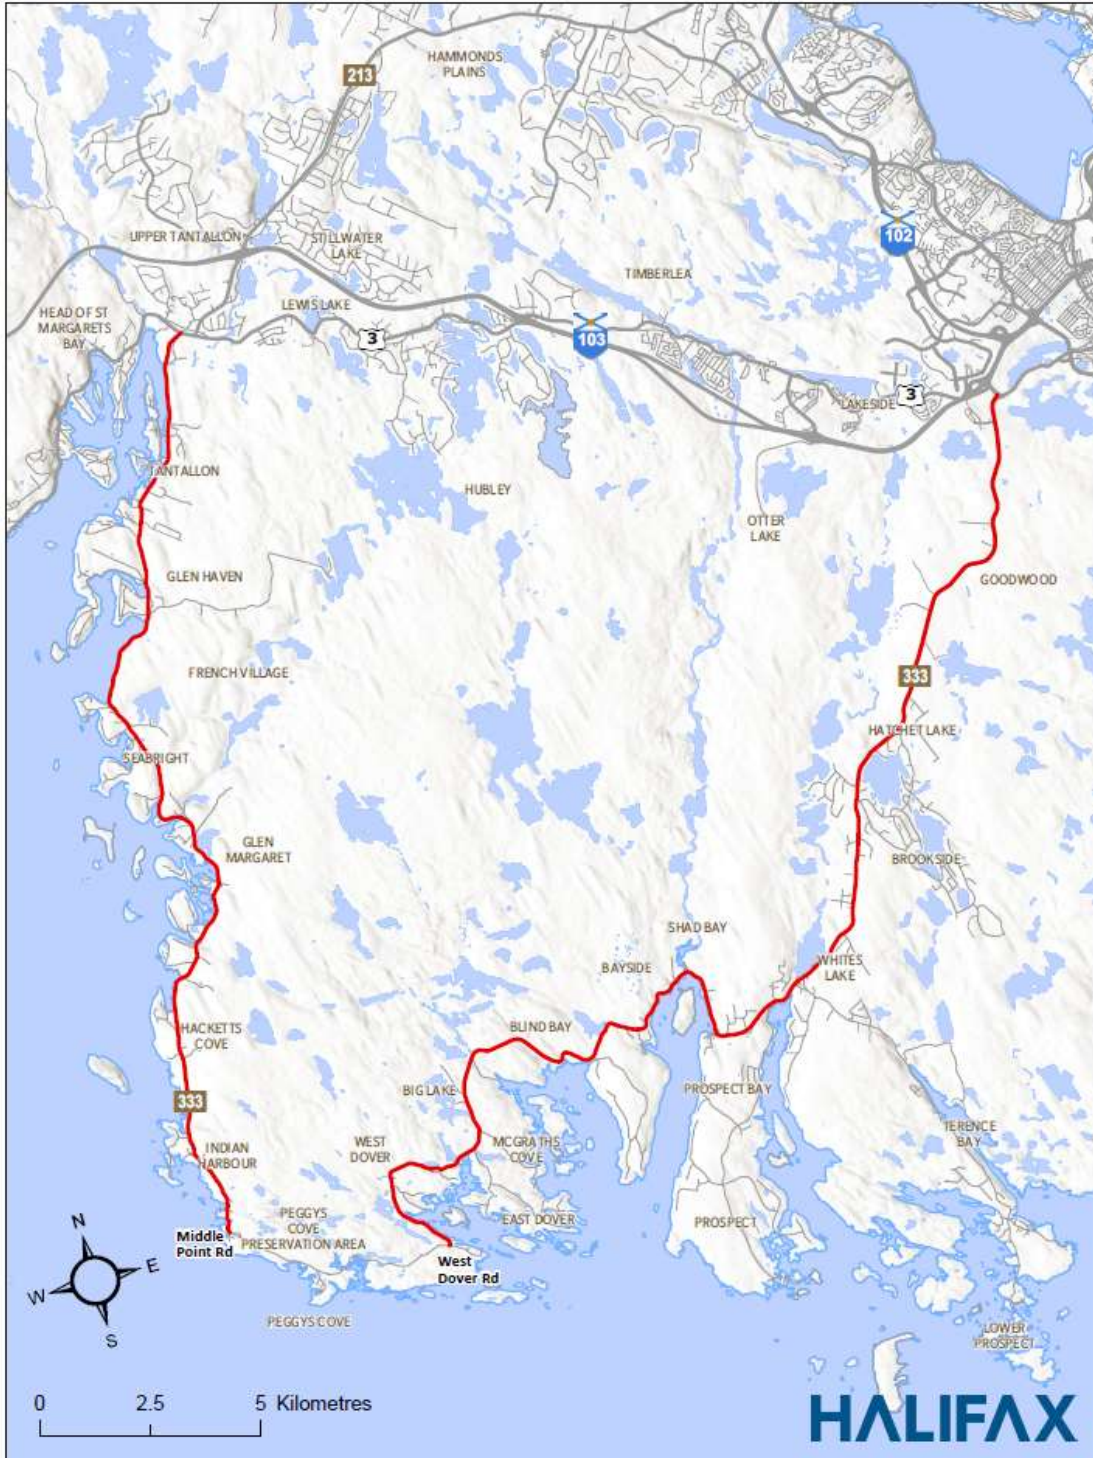 HAMMONDS
PLAINS
213
UPPER TANTALLON
STILLWATER
LAKE
102
TIMBERLEA
HEAD OF ST
MARGARETS
BAY
LEWIS LAKE
3
103
LAKESIDE
3
TANTALLON
HUBLEY
OTTER
LAKE
GLEN HAVEN
GOODWOOD
FRENCH VILLAGE
333
HATCHET LAKE
SEABRIGHT
GLEN
MARGARET
BROOKSIDE
SHAD BAY
BAYSIDE
WHITES
LAKE
HACKETTS
COVE
BLIND BAY
BIG LAKE
PROSPECT BAY
333
TERENCE
BAY
INDIAN
HARBOUR
WEST
DOVER
MCGRATHS
COVE
PEGGYS
COVE
PRESERVATION AREA
EAST DOVER
PROSPECT
Middle
Point Rd
West
Dover Rd
N
E
W
S
PEGGYS COVE
LOWER
PROSPECT
0 2.5 5 Kilometres
HALIFAX